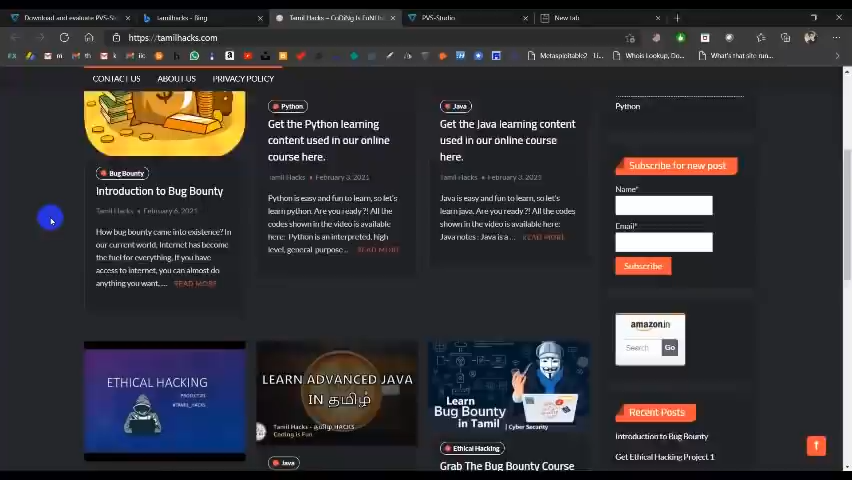 Download and evaluate PVS-St
tamilhacks - Bing
Tamil Hacks – CoDiNg Is FuN!
PVS-Studio
New tab
https://tamilhacks.com
Metasploitable2 - Li...
Whois Lookup, Do...
What's that site run...
CONTACT US
ABOUT US
PRIVACY POLICY
Bug Bounty
Introduction to Bug Bounty
Tamil Hacks • February 6, 2021
How bug bounty came into existence? In
our current world, Internet has become
the fuel for everything. If you have
access to internet, you can almost do
anything you want, ... READ MORE
Python
Get the Python learning
content used in our online
course here.
Tamil Hacks • February 3, 2021
Python is easy and fun to learn, so let's
learn python. Are you ready?! All the
codes shown in the video is available
here: Python is an interpreted, high
level, general-purpose... READ MORE
Java
Get the Java learning content
used in our online course
here.
Tamil Hacks • February 3, 2021
Java is easy and fun to learn, so let's
learn java. Are you ready?! All the
codes shown in the video is available
here: Java notes : Java is a ... READ MORE
Python
Subscribe for new post
Name*
Email*
Subscribe
amazon.in
Search
Go
Recent Posts
Introduction to Bug Bounty
Get Ethical Hacking Project 1
ETHICAL HACKING
#TAMIL_HACKS
LEARN ADVANCED JAVA
IN தமிழ்
Tamil Hacks - தமிழ் HACKS
Coding is Fun
Java
Learn
Bug Bounty
in Tamil | Cyber Security
Ethical Hacking
Grab The Bug Bounty Course